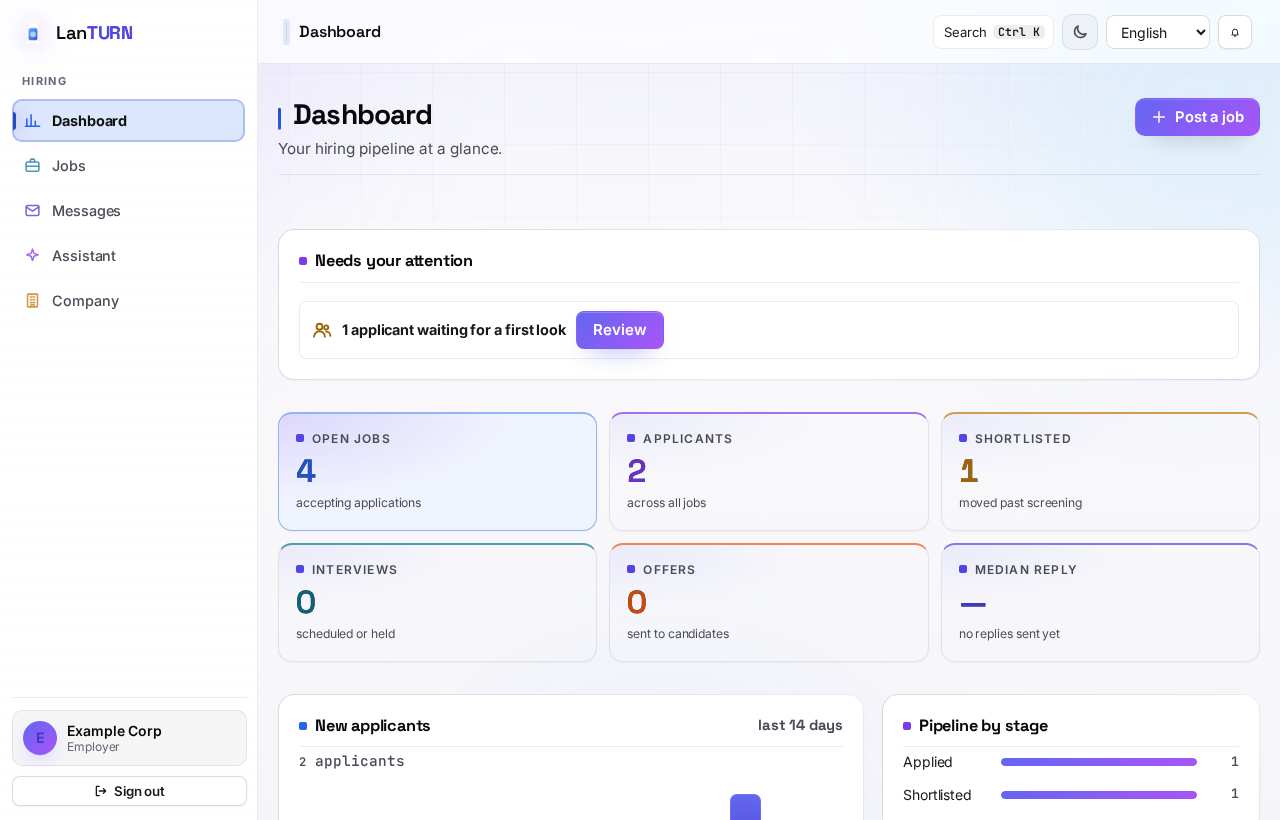 LanTURN
HIRING
Dashboard
Jobs
Messages
Assistant
Company
Example Corp
E
Employer
Sign out
Dashboard
Search Ctrl K
English
Dashboard
Post a job
Your hiring pipeline at a glance.
Needs your attention
1 applicant waiting for a first look Review
OPEN JOBS
4
accepting applications
APPLICANTS
2
across all jobs
SHORTLISTED
1
moved past screening
INTERVIEWS
0
scheduled or held
OFFERS
0
sent to candidates
MEDIAN REPLY
—
no replies sent yet
New applicants last 14 days
2 applicants
Pipeline by stage
Applied 1
Shortlisted 1